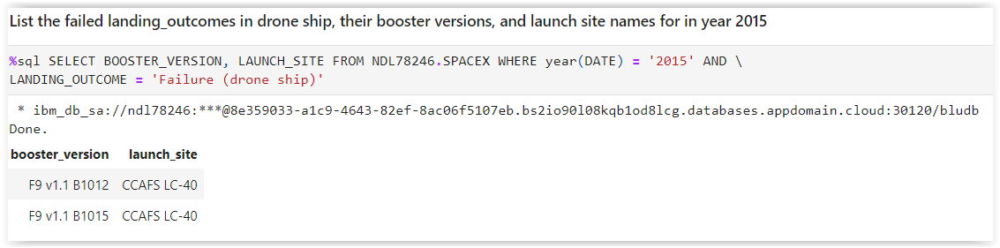 List the failed landing_outcomes in drone ship, their booster versions, and launch site names for in year 2015
%sql SELECT BOOSTER_VERSION, LAUNCH_SITE FROM NDL78246.SPACEX WHERE year(DATE) = '2015' AND \
LANDING_OUTCOME = 'Failure (drone ship)'
* ibm_db_sa://ndl78246:***@8e359033-a1c9-4643-82ef-8ac06f5107eb.bs2io90l08kqb1od8lcg.databases.appdomain.cloud:30120/bludb
Done.
booster_version launch_site
F9 v1.1 B1012 CCAFS LC-40
F9 v1.1 B1015 CCAFS LC-40